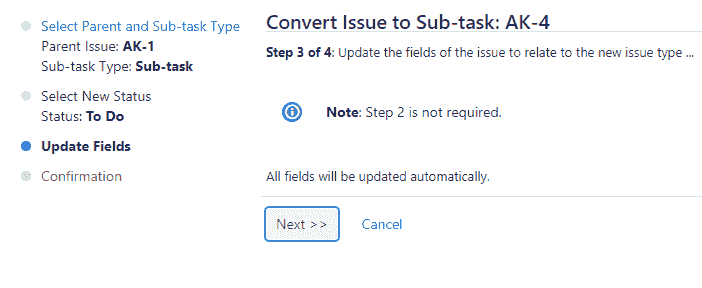 Select Parent and Sub-task Type
Parent Issue: AK-1
Sub-task Type: Sub-task
Select New Status
Status: To Do
Update Fields
Confirmation
Convert Issue to Sub-task: AK-4
Step 3 of 4: Update the fields of the issue to relate to the new issue type ...
Note: Step 2 is not required.
All fields will be updated automatically.
Next >>
Cancel